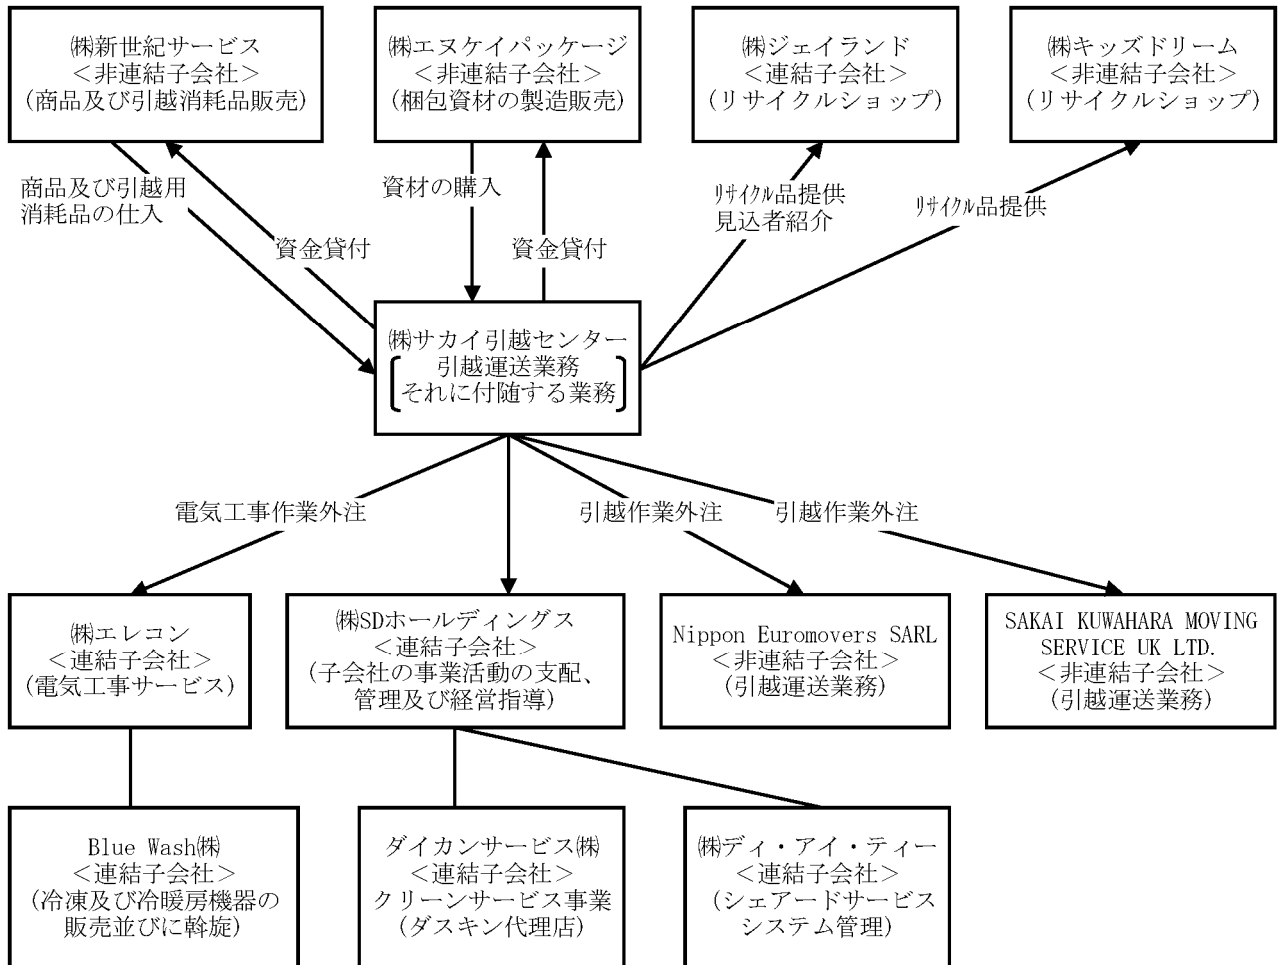 ㈱新世紀サービス
＜非連結子会社＞
(商品及び引越消耗品販売)
㈱エヌケイパッケージ
＜非連結子会社＞
(梱包資材の製造販売)
㈱ジェイランド
＜連結子会社＞
(リサイクルショップ)
㈱キッズドリーム
＜非連結子会社＞
(リサイクルショップ)
商品及び引越用
消耗品の仕入
資金貸付
資材の購入
資金貸付
ﾘｻｲｸﾙ品提供
見込者紹介
ﾘｻｲｸﾙ品提供
㈱サカイ引越センター
引越運送業務
それに付随する業務
電気工事作業外注
引越作業外注
引越作業外注
㈱エレコン
＜連結子会社＞
(電気工事サービス)
㈱SDホールディングス
＜連結子会社＞
(子会社の事業活動の支配、
管理及び経営指導)
Nippon Euromovers SARL
＜非連結子会社＞
(引越運送業務)
SAKAI KUWAHARA MOVING
SERVICE UK LTD.
＜非連結子会社＞
(引越運送業務)
Blue Wash㈱
＜連結子会社＞
(冷凍及び冷暖房機器の
販売並びに斡旋)
ダイカンサービス㈱
＜連結子会社＞
クリーンサービス事業
(ダスキン代理店)
㈱ディ・アイ・ティー
＜連結子会社＞
(シェアードサービス
システム管理)